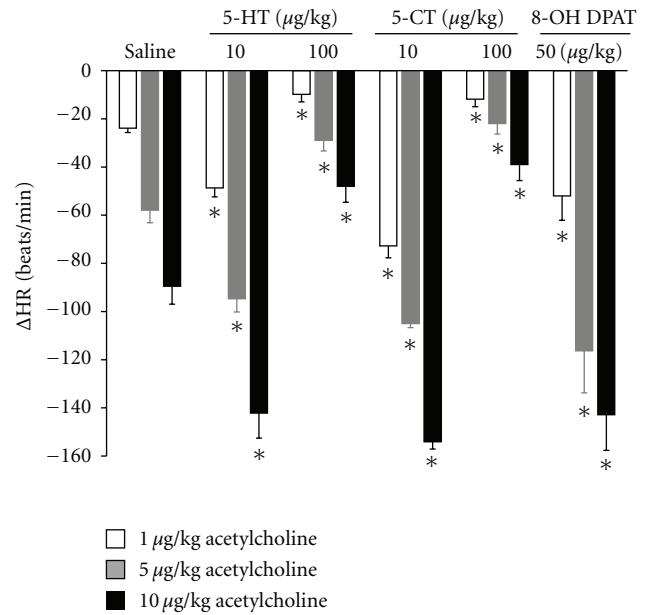 5-HT (μg/kg) 5-CT (μg/kg) 8-OH DPAT
Saline 10 100 10 100 50 (μg/kg)
0
−20
−40
−60
−80
−100
−120
−140
−160
ΔHR (beats/min)
* * * * * * * * * * * * * * *
1 μg/kg acetylcholine
5 μg/kg acetylcholine
10 μg/kg acetylcholine